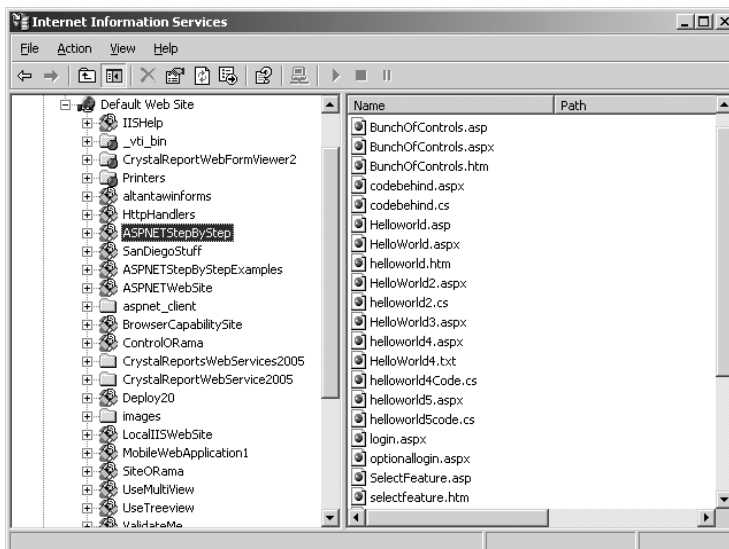 Internet Information Services
File Action View Help
Default Web Site
IISHelp
_vti_bin
CrystalReportWebFormViewer2
Printers
altantawinforms
HttpHandlers
ASPNETStepByStep
SanDiegoStuff
ASPNETStepByStepExamples
ASPNETWebSite
aspnet_client
BrowserCapabilitySite
ControlORama
CrystalReportsWebServices2005
CrystalReportWebService2005
Deploy20
images
LocalIISWebSite
MobileWebApplication1
SiteORama
UseMultiView
UseTreeview
ValidateMe
Name Path
BunchOfControls.asp
BunchOfControls.aspx
BunchOfControls.htm
codebehind.aspx
codebehind.cs
Helloworld.asp
HelloWorld.aspx
helloworld.htm
HelloWorld2.aspx
helloworld2.cs
HelloWorld3.aspx
helloworld4.aspx
HelloWorld4.txt
helloworld4Code.cs
helloworld5.aspx
helloworld5code.cs
login.aspx
optionallogin.aspx
SelectFeature.asp
selectfeature.htm